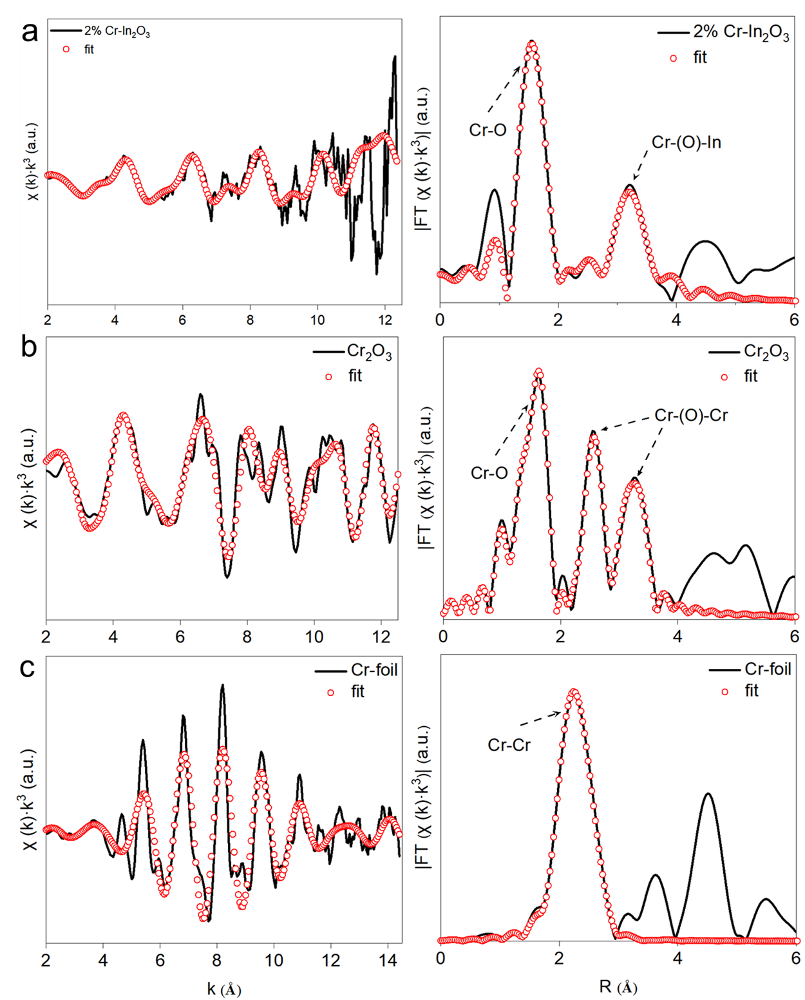 a
2% Cr-In₂O₃
fit
χ (k)·k³ (a.u.)
2 4 6 8 10 12
2% Cr-In₂O₃
fit
Cr-O
Cr-(O)-In
|FT (χ (k)·k³)| (a.u.)
0 2 4 6
b
Cr₂O₃
fit
χ (k)·k³ (a.u.)
2 4 6 8 10 12
Cr₂O₃
fit
Cr-O
Cr-(O)-Cr
|FT (χ (k)·k³)| (a.u.)
0 2 4 6
c
Cr-foil
fit
χ (k)·k³ (a.u.)
2 4 6 8 10 12 14
k (Å)
Cr-foil
fit
Cr-Cr
|FT (χ (k)·k³)| (a.u.)
0 2 4 6
R (Å)